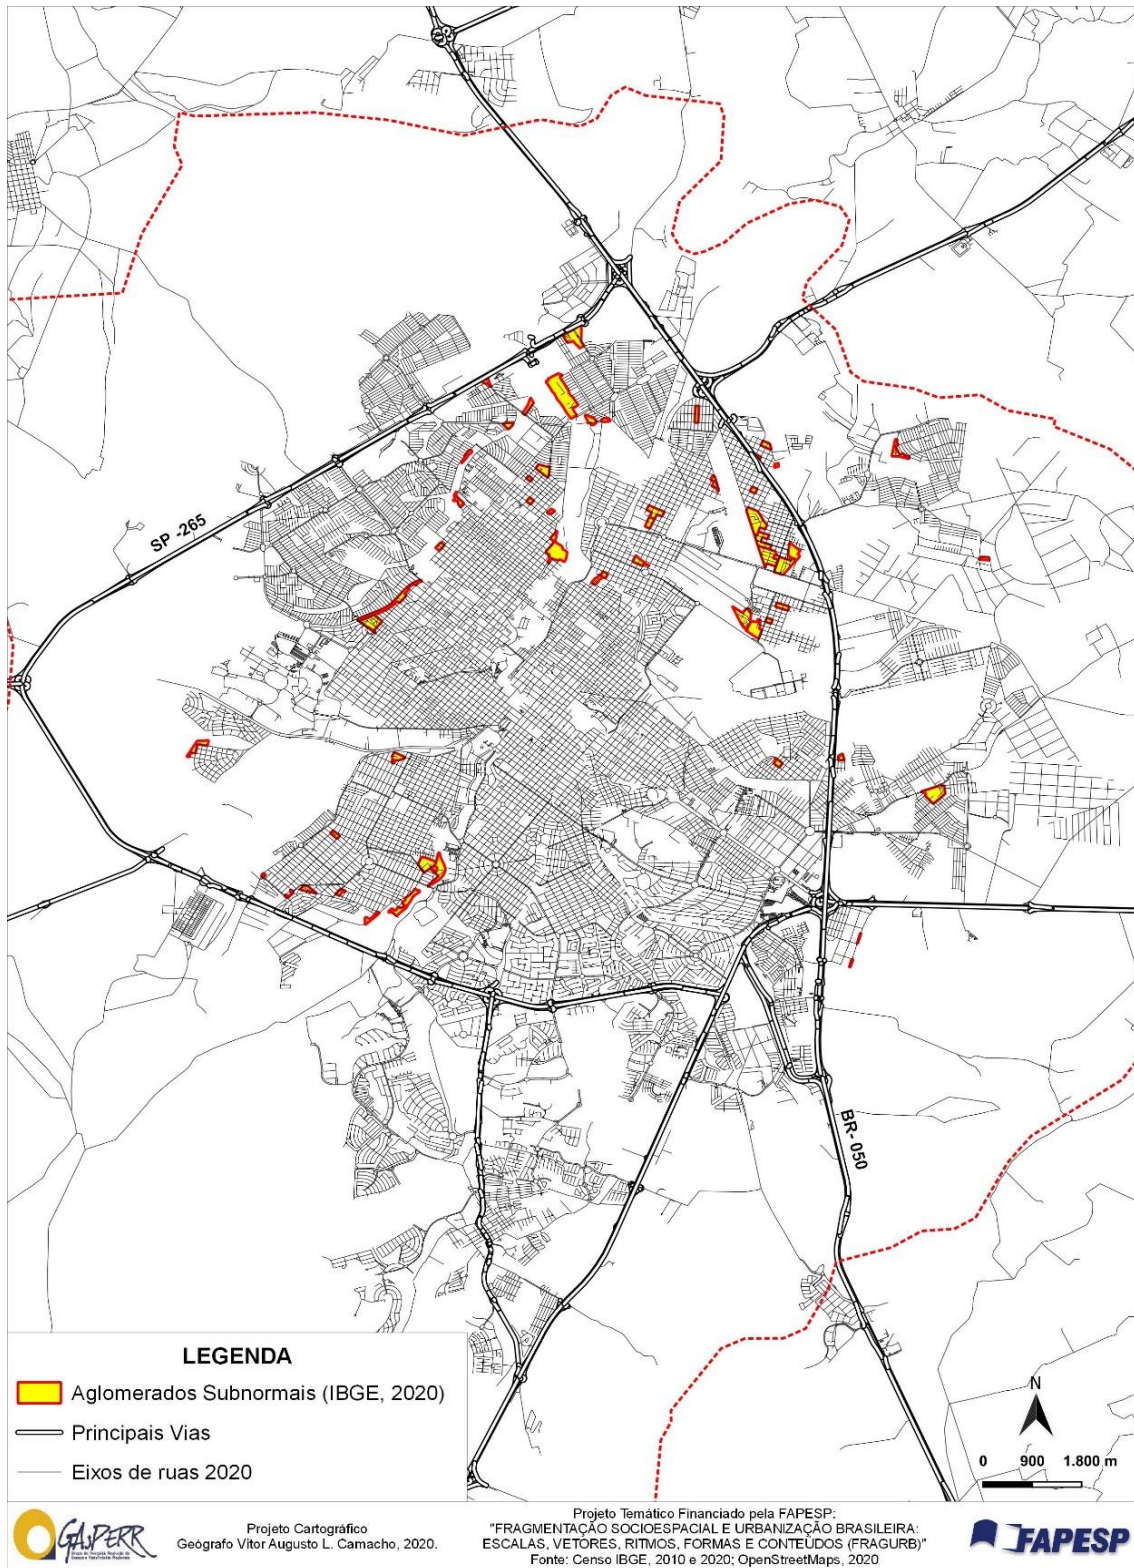 SP -265
BR- 050
LEGENDA
Aglomerados Subnormais (IBGE, 2020)
Principais Vias
Eixos de ruas 2020
N
0 900 1.800 m
GAsPERR
Projeto Cartográfico
Geógrafo Vitor Augusto L. Camacho, 2020.
Projeto Temático Financiado pela FAPESP:
"FRAGMENTAÇÃO SOCIOESPACIAL E URBANIZAÇÃO BRASILEIRA:
ESCALAS, VETORES, RITMOS, FORMAS E CONTEÚDOS (FRAGURB)"
Fonte: Censo IBGE, 2010 e 2020; OpenStreetMaps, 2020
FAPESP